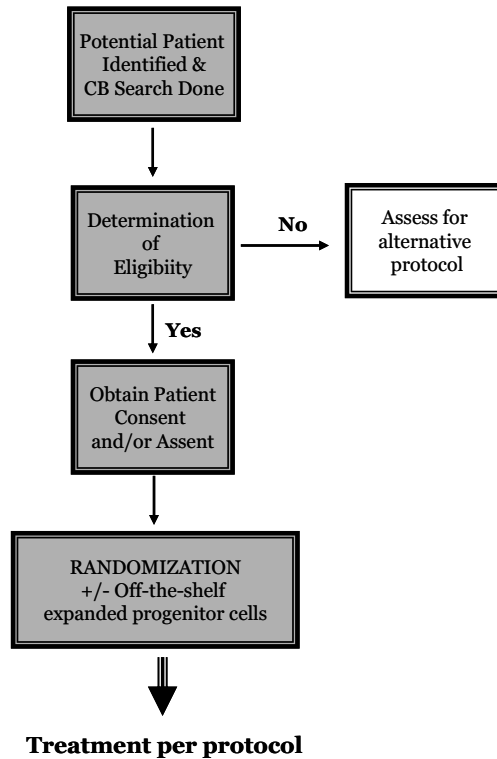 Potential Patient
Identified &
CB Search Done
Determination
of
Eligibiity
No
Assess for
alternative
protocol
Yes
Obtain Patient
Consent
and/or Assent
RANDOMIZATION
+/- Off-the-shelf
expanded progenitor cells
Treatment per protocol